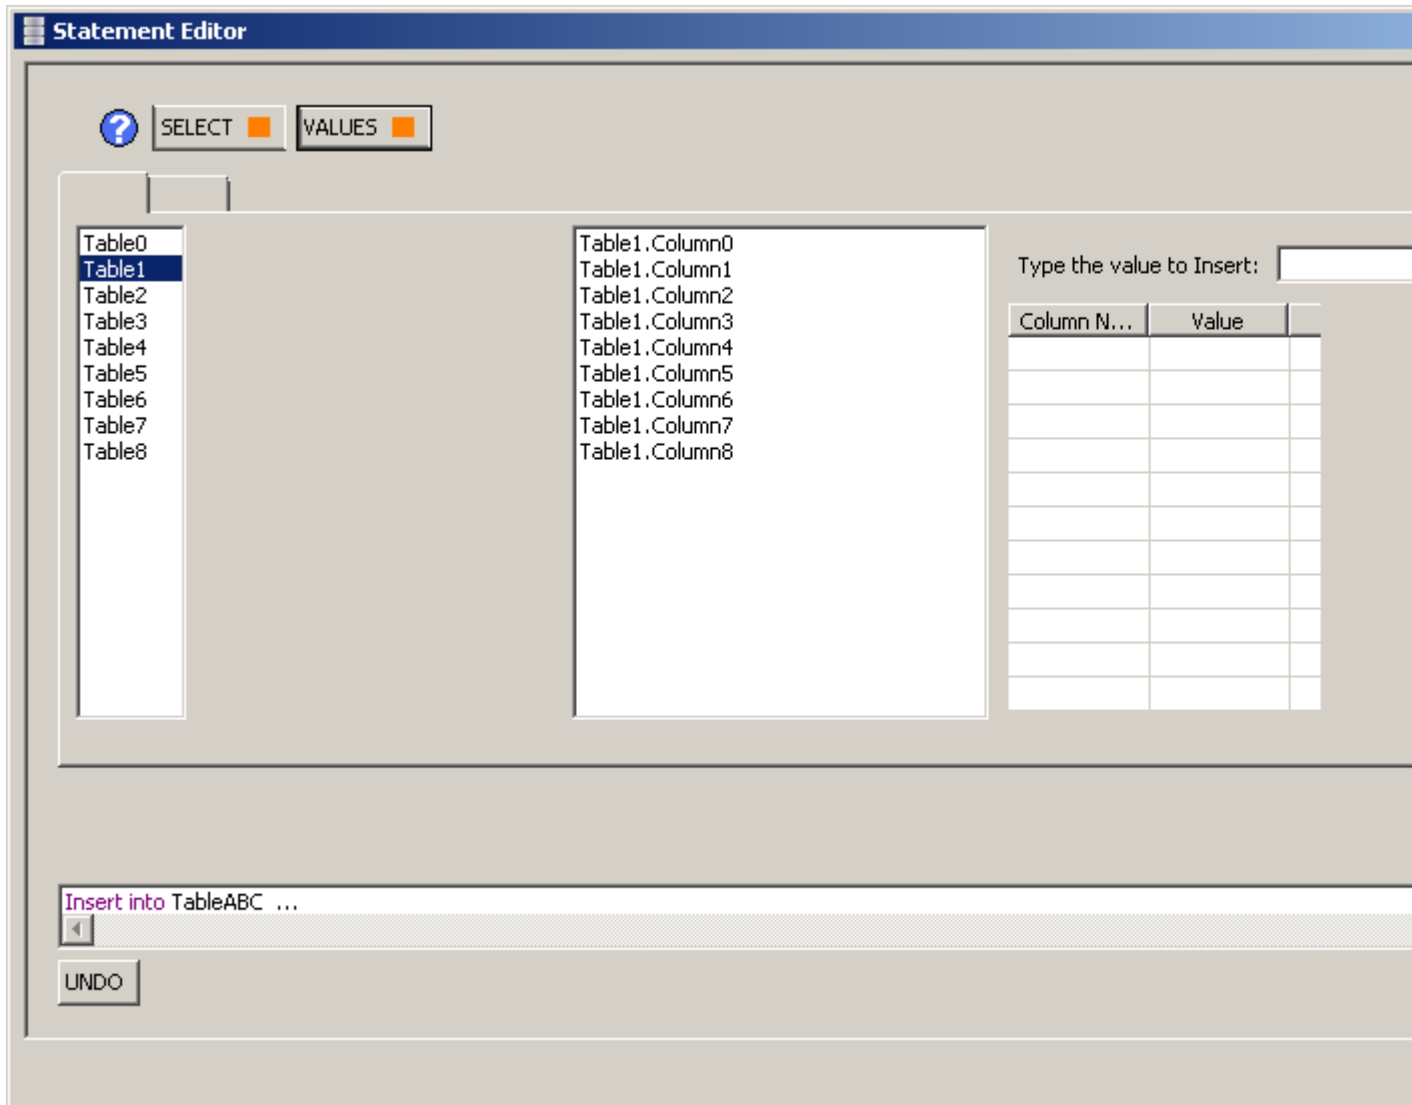 Statement Editor
? SELECT VALUES
Table0
Table1
Table2
Table3
Table4
Table5
Table6
Table7
Table8
Table1.Column0
Table1.Column1
Table1.Column2
Table1.Column3
Table1.Column4
Table1.Column5
Table1.Column6
Table1.Column7
Table1.Column8
Type the value to Insert:
Column N... Value
Insert into TableABC ...
UNDO